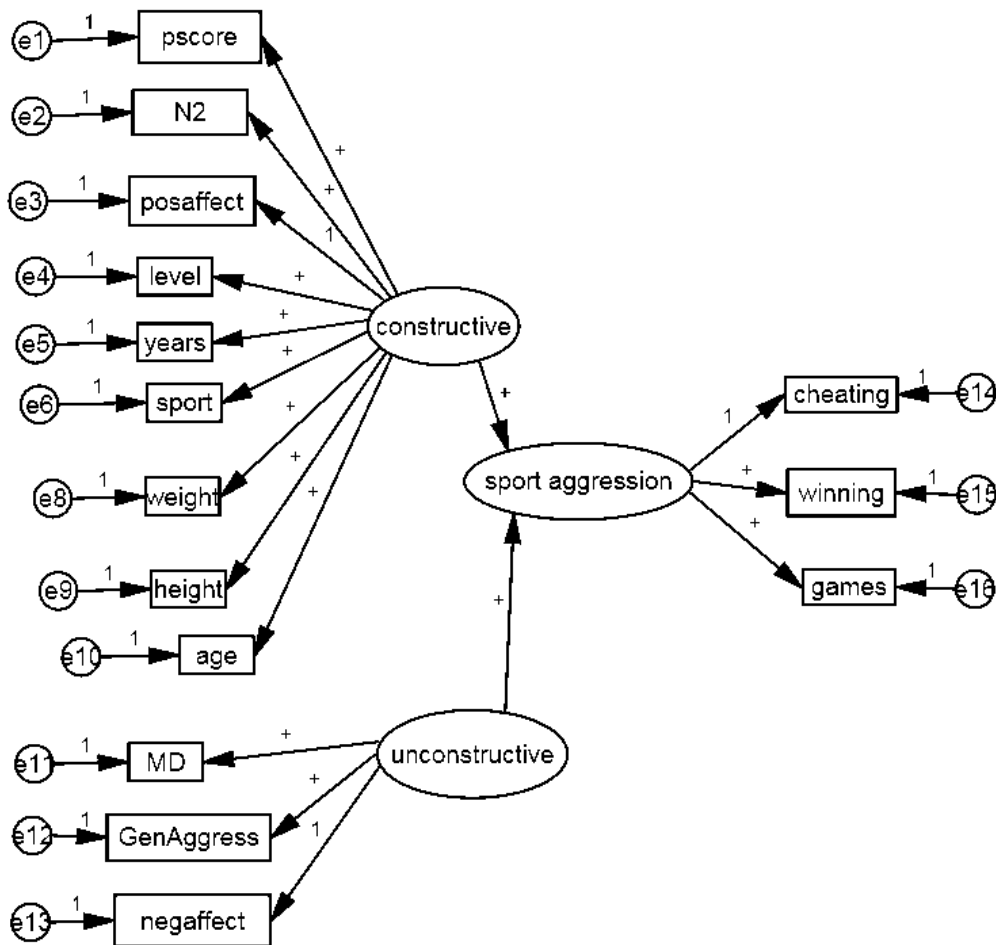 e1 1 pscore
e2 1 N2
e3 1 posaffect
e4 1 level
e5 1 years
e6 1 sport
e8 1 weight
e9 1 height
e10 1 age
+
+
1
+
+
+
+
+
+
constructive
+
sport aggression
+
1
+
+
cheating 1 e14
winning 1 e15
games 1 e16
unconstructive
+
+
1
e11 1 MD
e12 1 GenAggress
e13 1 negaffect